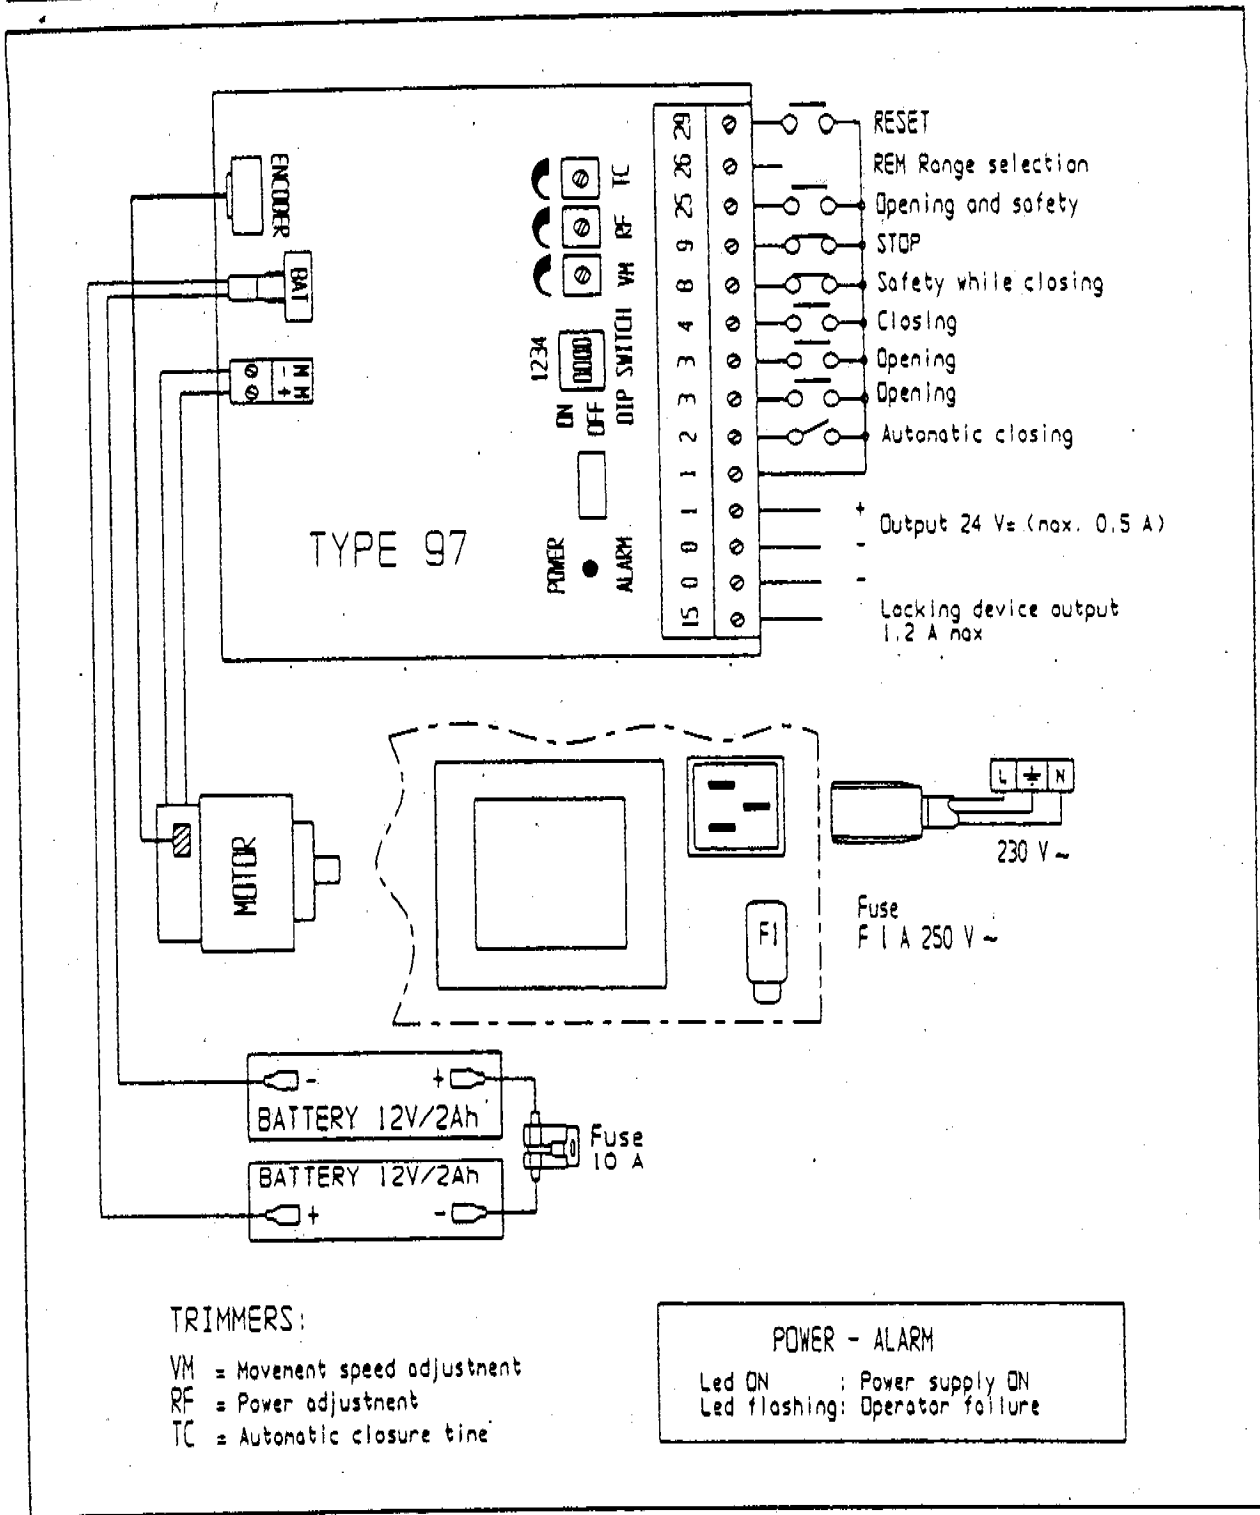 ENCODER
BAT
M -
M +
TC
RF
VM
1234
DIP SWITCH
ON
OFF
POWER
ALARM
TYPE 97
29 RESET
26 REM Range selection
25 Opening and safety
9 STOP
8 Safety while closing
4 Closing
3 Opening
3 Opening
2 Automatic closing
1
1 +
Output 24 V= (max. 0.5 A)
0 -
0 -
15 Locking device output
1.2 A max
MOTOR
L N
230 V ~
F1
Fuse
F 1 A 250 V ~
- +
BATTERY 12V/2Ah
Fuse
10 A
BATTERY 12V/2Ah
+ -
TRIMMERS:
VM = Movement speed adjustment
RF = Power adjustment
TC = Automatic closure time
POWER - ALARM
Led ON : Power supply ON
Led flashing: Operator failure